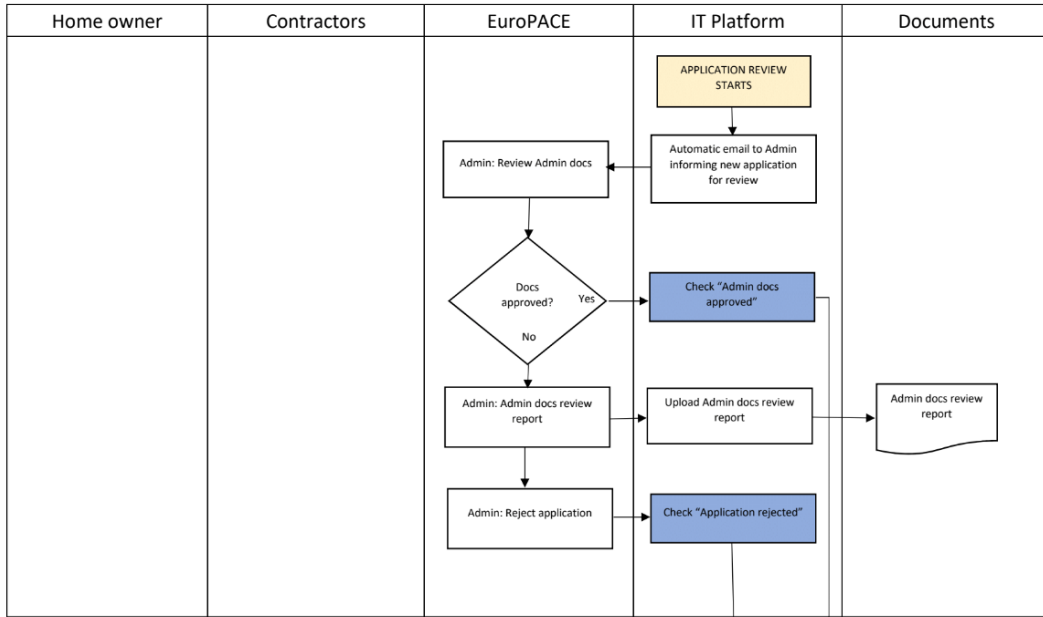 Home owner
Contractors
EuroPACE
IT Platform
Documents
APPLICATION REVIEW
STARTS
Automatic email to Admin
informing new application
for review
Admin: Review Admin docs
Docs
approved?
Yes
No
Check “Admin docs
approved”
Admin: Admin docs review
report
Upload Admin docs review
report
Admin docs review
report
Admin: Reject application
Check “Application rejected”